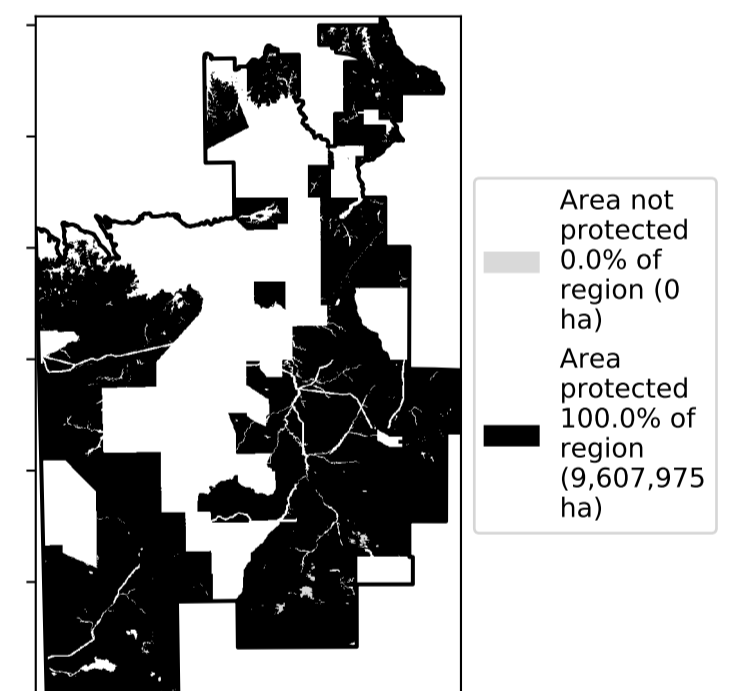 Area not
protected
0.0% of
region (0
ha)
Area
protected
100.0% of
region
(9,607,975
ha)